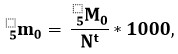 ⬚₅m₀ = ⬚₅M₀ / Nᵗ * 1000,